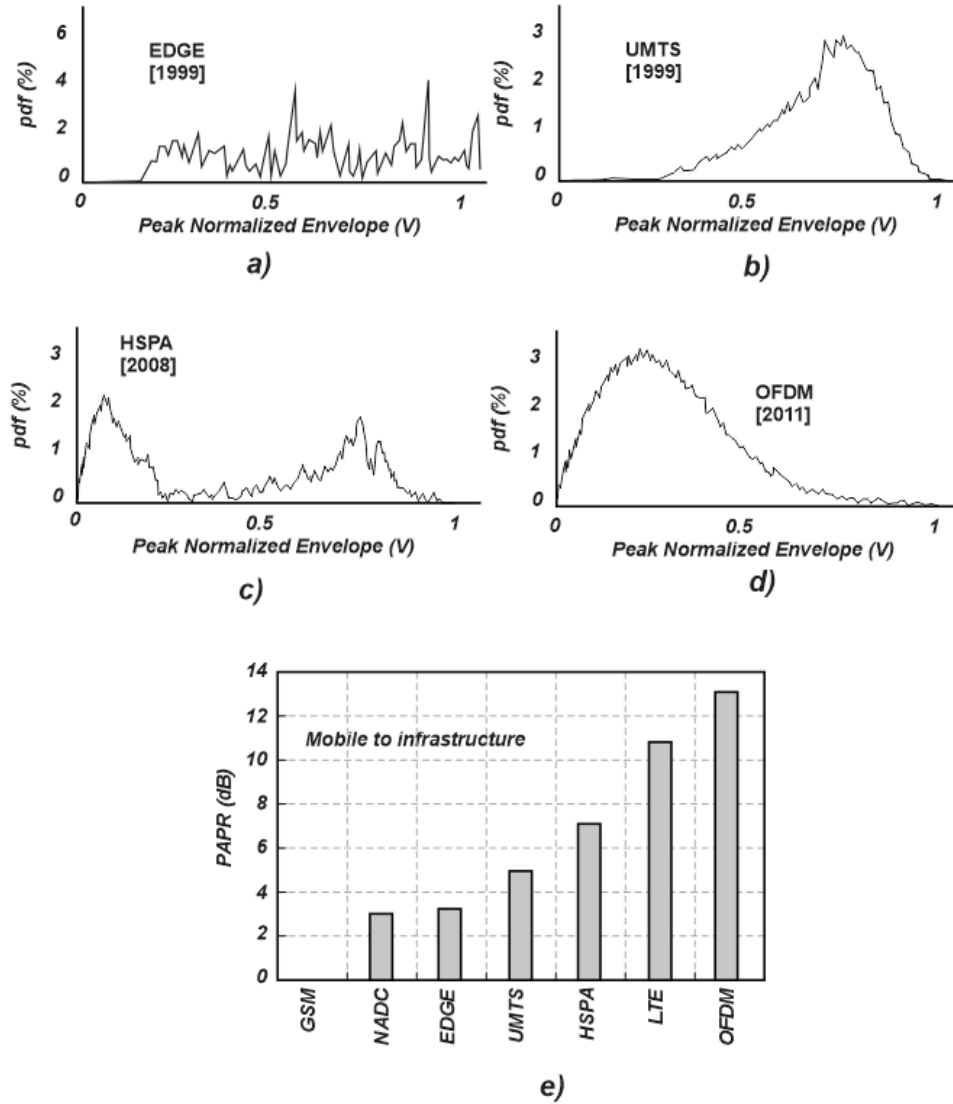 6
4
2
0
pdf (%)
EDGE
[1999]
0
0.5
1
Peak Normalized Envelope (V)
a)
3
2
1
0
pdf (%)
UMTS
[1999]
0
0.5
1
Peak Normalized Envelope (V)
b)
3
2
1
0
pdf (%)
HSPA
[2008]
0
0.5
1
Peak Normalized Envelope (V)
c)
3
2
1
0
pdf (%)
OFDM
[2011]
0
0.5
1
Peak Normalized Envelope (V)
d)
14
12
10
8
6
4
2
0
PAPR (dB)
Mobile to infrastructure
GSM
NADC
EDGE
UMTS
HSPA
LTE
OFDM
e)